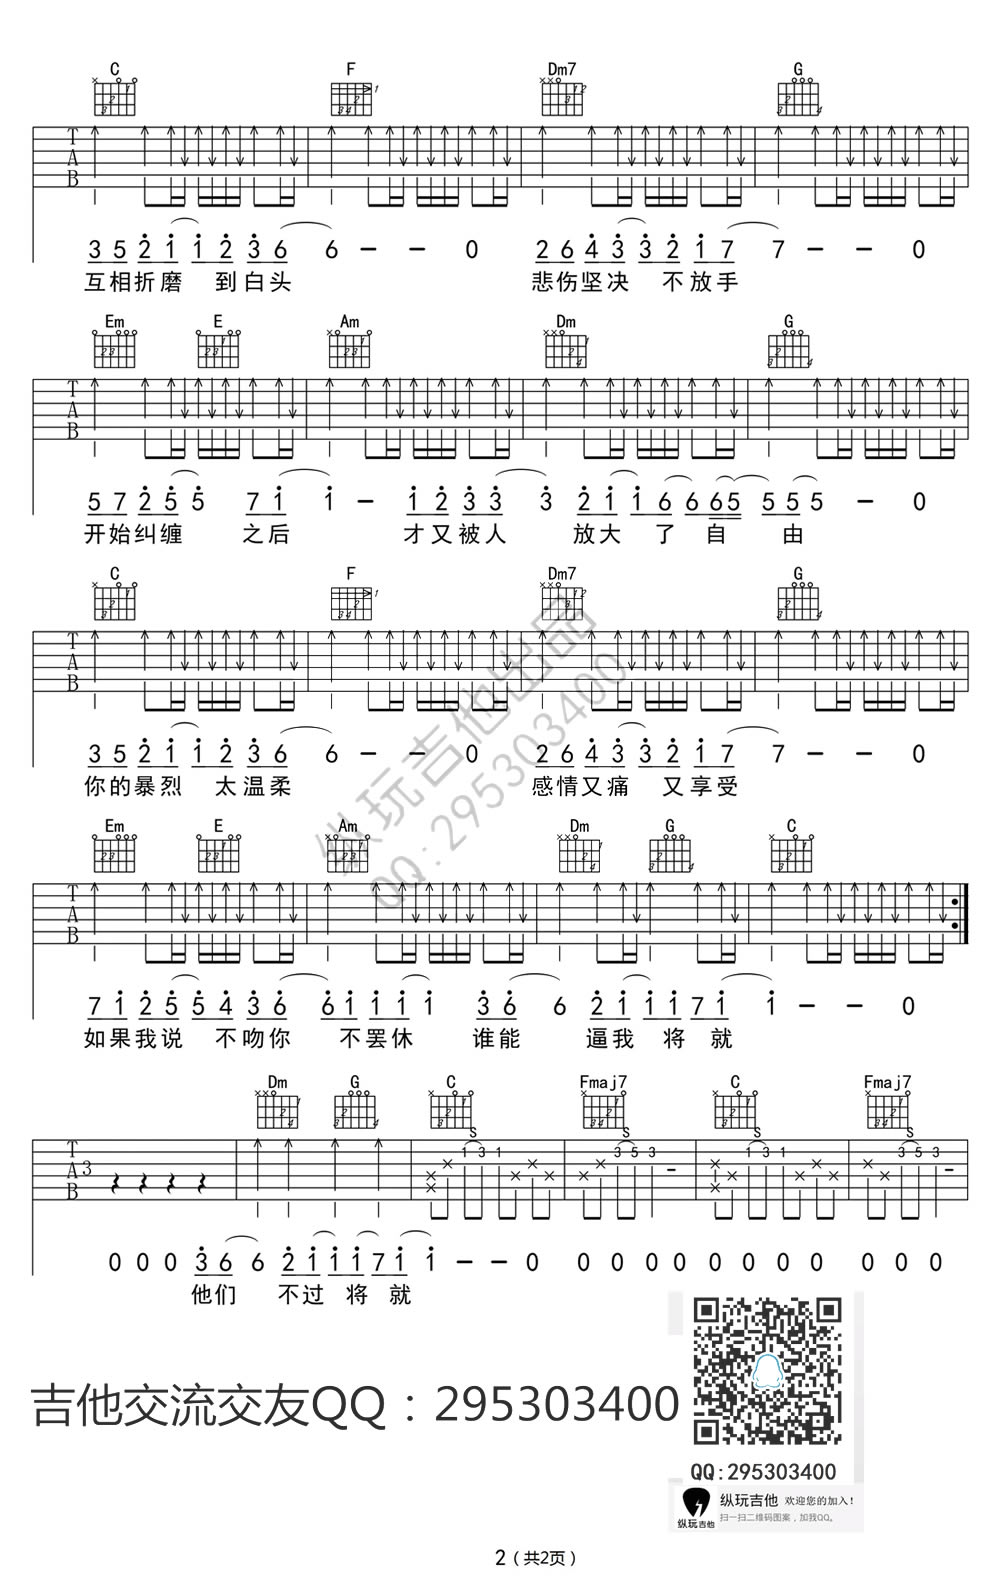 C F Dm7 G
T A B
3 5 2 1 1 2 3 6 6 — — 0 2 6 4 3 3 2 1 7 7 — — 0
互相折磨 到白头 悲伤坚决 不放手
Em E Am Dm G
T A B
5 7 2 5 5 7 1 1 — 1 2 3 3 3 2 1 1 6 6 6 5 5 5 — 0
开始纠缠 之后 才又被人 放大 了 自 由
C F Dm7 G
T A B
3 5 2 1 1 2 3 6 6 — — 0 2 6 4 3 3 2 1 7 7 — — 0
你的暴烈 太温柔 感情又痛 又享受
纵玩吉他出品
QQ:295303400
Em E Am Dm G C
T A B
7 1 2 5 5 4 3 6 6 1 1 1 1 3 6 6 2 1 1 1 7 1 1 — — 0
如果我说 不吻你 不罢休 谁能 逼我 将 就
Dm G C Fmaj7 C Fmaj7
S S S S
T A B 3 1 3 1 3 5 3 1 3 1 3 5 3
0 0 0 3 6 6 2 1 1 1 7 1 1 — — 0 0 0 0 0 0 0 0 0 0 0 0
他们 不过 将 就
吉他交流交友QQ：295303400
QQ:295303400
纵玩吉他 欢迎您的加入!
扫一扫二维码图案，加我QQ。
纵玩吉他
2（共2页）